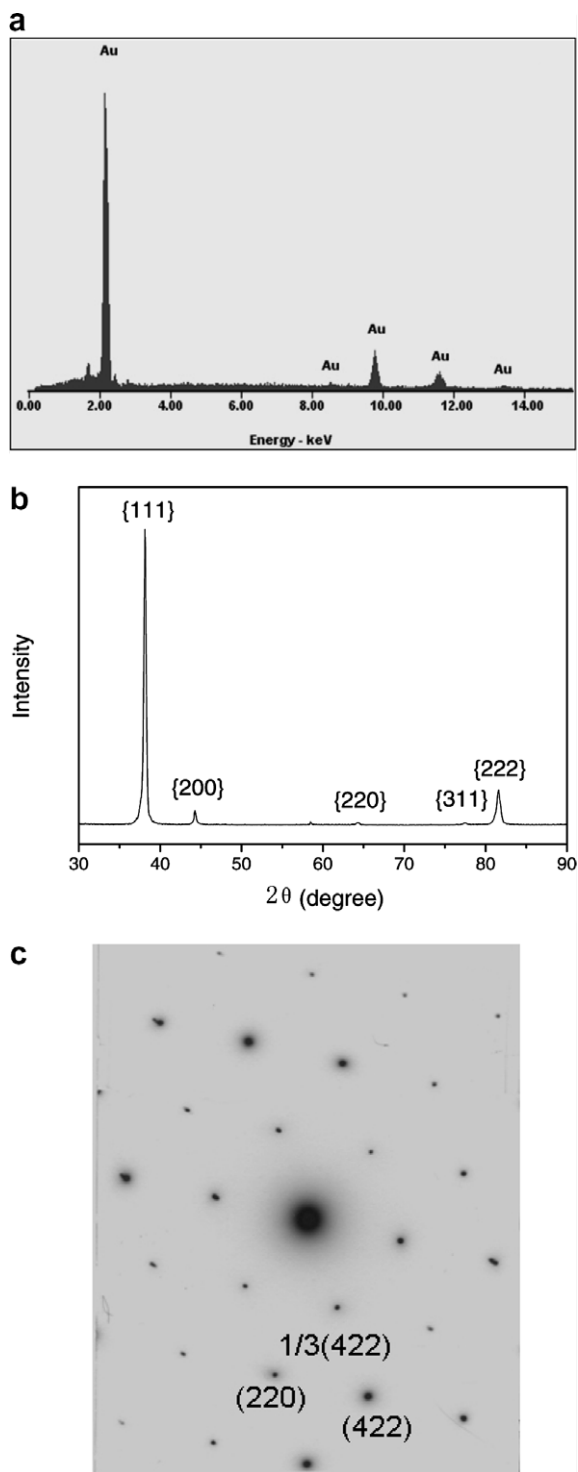 a
Au
Au
Au
Au
Au
0.00 2.00 4.00 6.00 8.00 10.00 12.00 14.00
Energy - keV
b
{111}
{200}
{220}
{311}
{222}
Intensity
30 40 50 60 70 80 90
2θ (degree)
c
1/3(422)
(220)
(422)